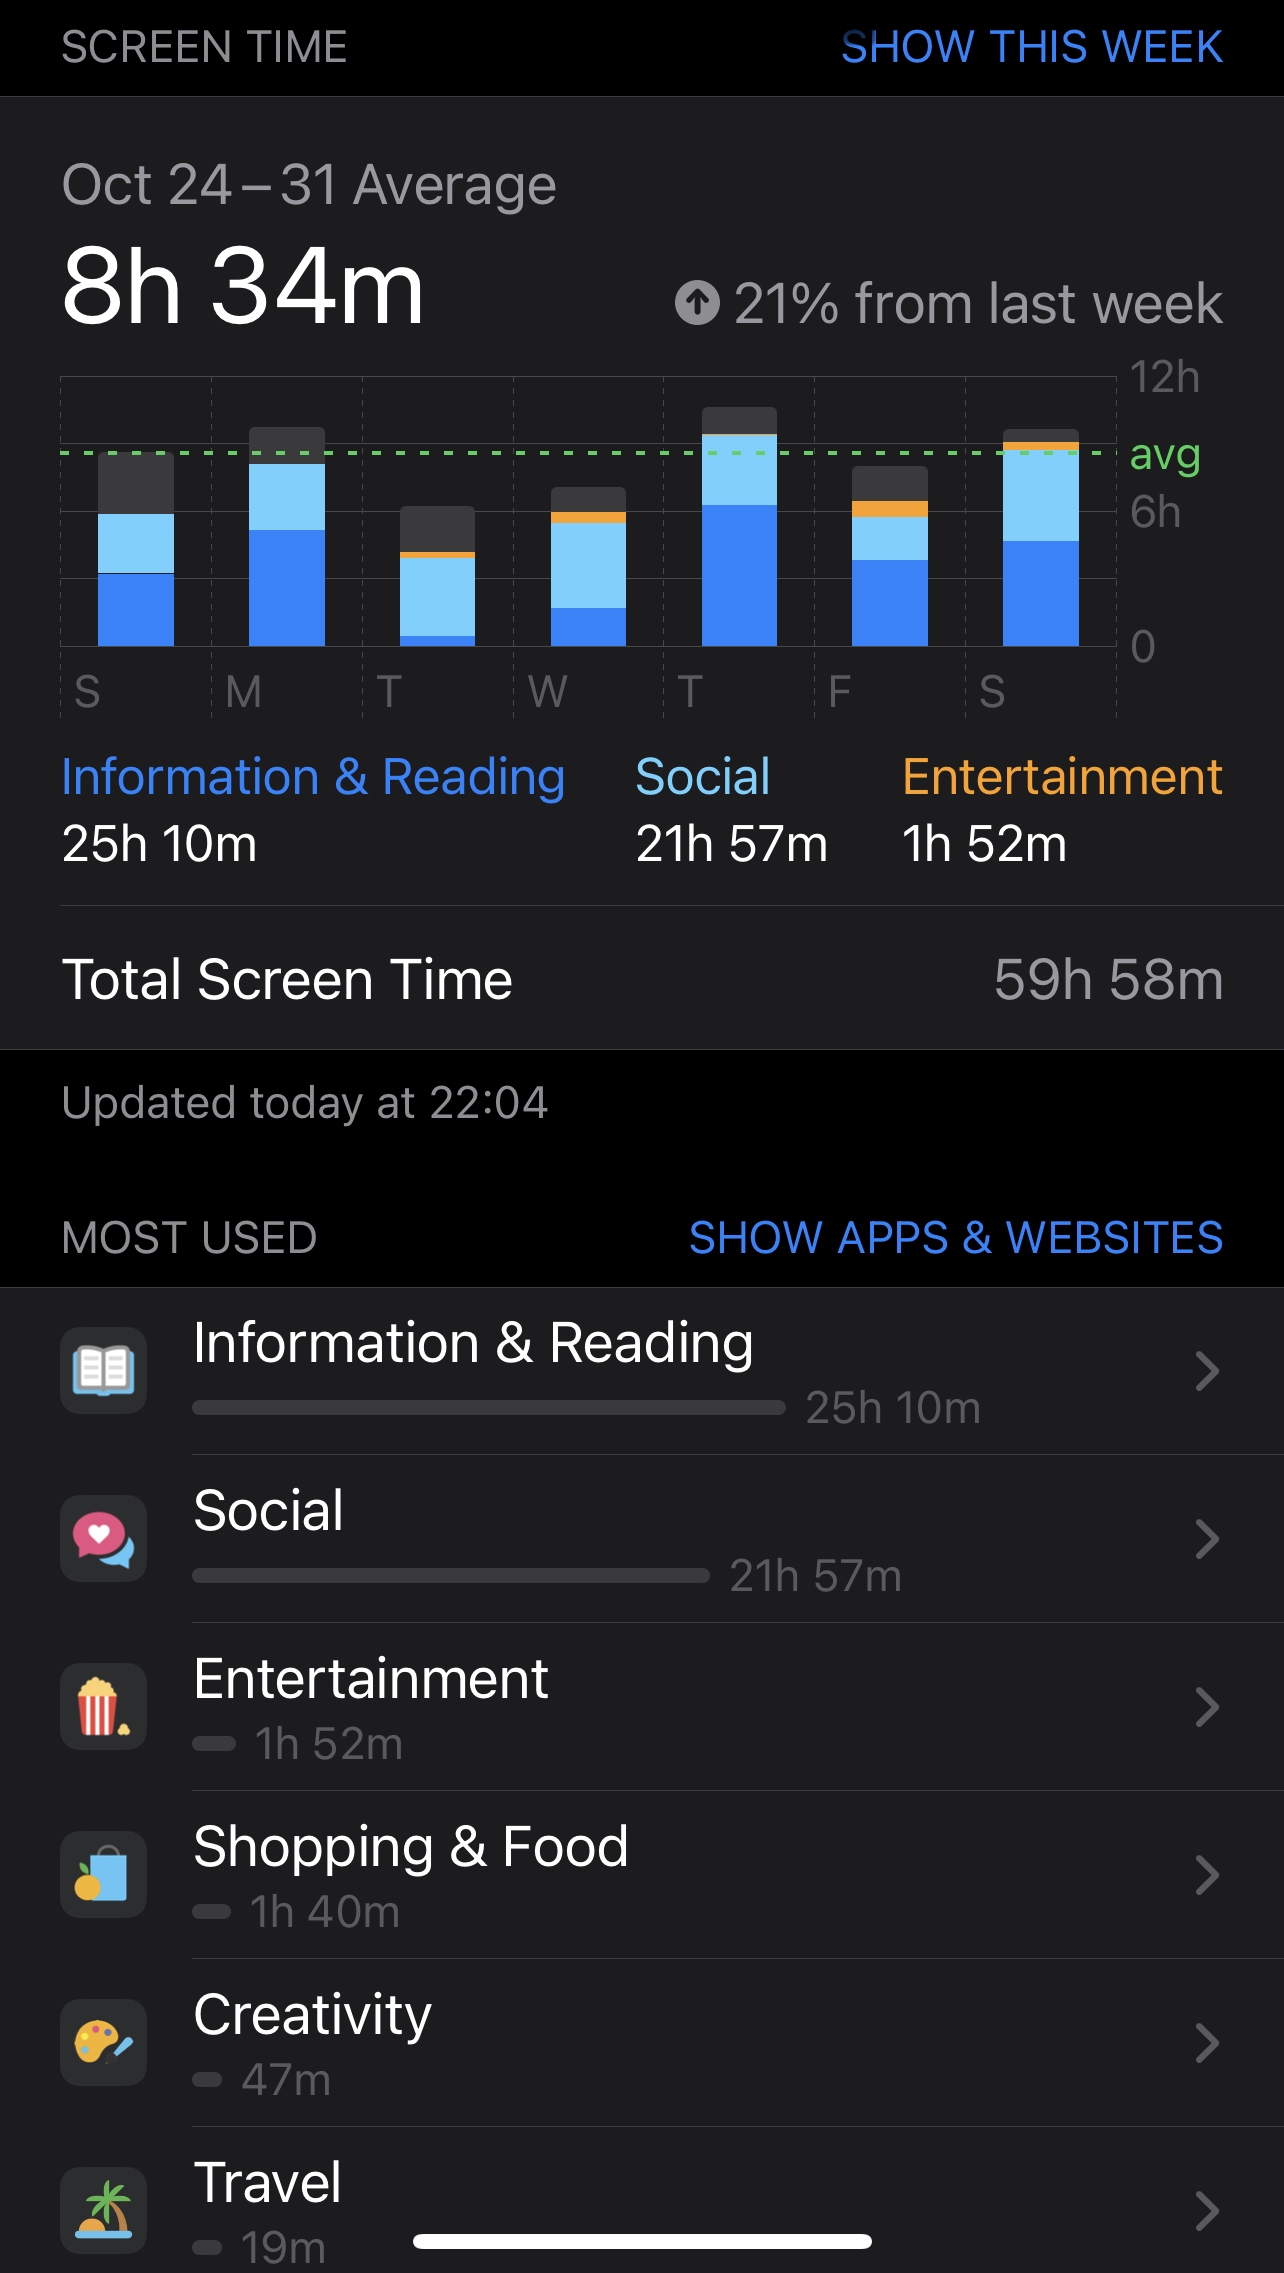 SCREEN TIME SHOW THIS WEEK
Oct 24–31 Average
8h 34m
21% from last week
12h
avg
6h
0
S M T W T F S
Information & Reading Social Entertainment
25h 10m 21h 57m 1h 52m
Total Screen Time 59h 58m
Updated today at 22:04
MOST USED SHOW APPS & WEBSITES
Information & Reading
25h 10m
Social
21h 57m
Entertainment
1h 52m
Shopping & Food
1h 40m
Creativity
47m
Travel
19m